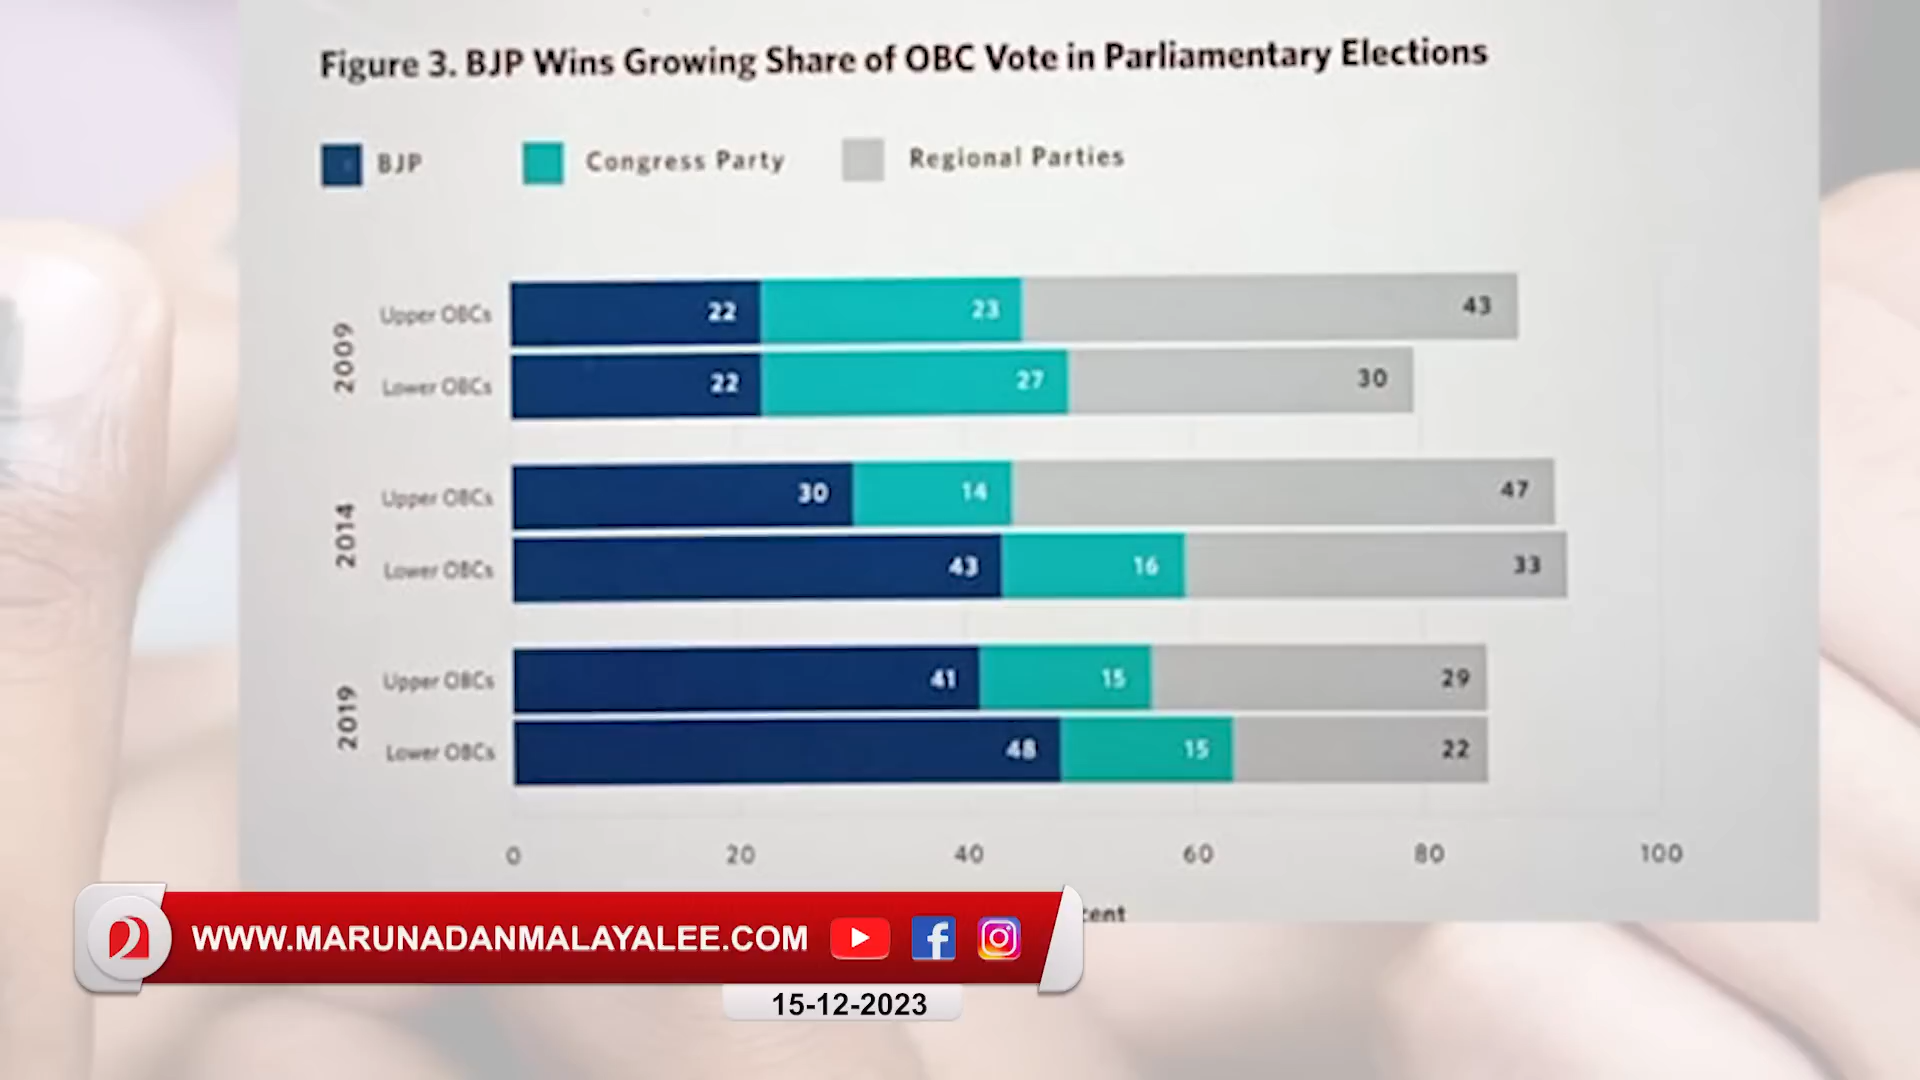 Figure 3. BJP Wins Growing Share of OBC Vote in Parliamentary Elections
BJP Congress Party Regional Parties
2009
Upper OBCs 22 23 43
Lower OBCs 22 27 30
2014
Upper OBCs 30 14 47
Lower OBCs 43 16 33
2019
Upper OBCs 41 15 29
Lower OBCs 48 15 22
0 20 40 60 80 100
cent
WWW.MARUNADANMALAYALEE.COM
15-12-2023